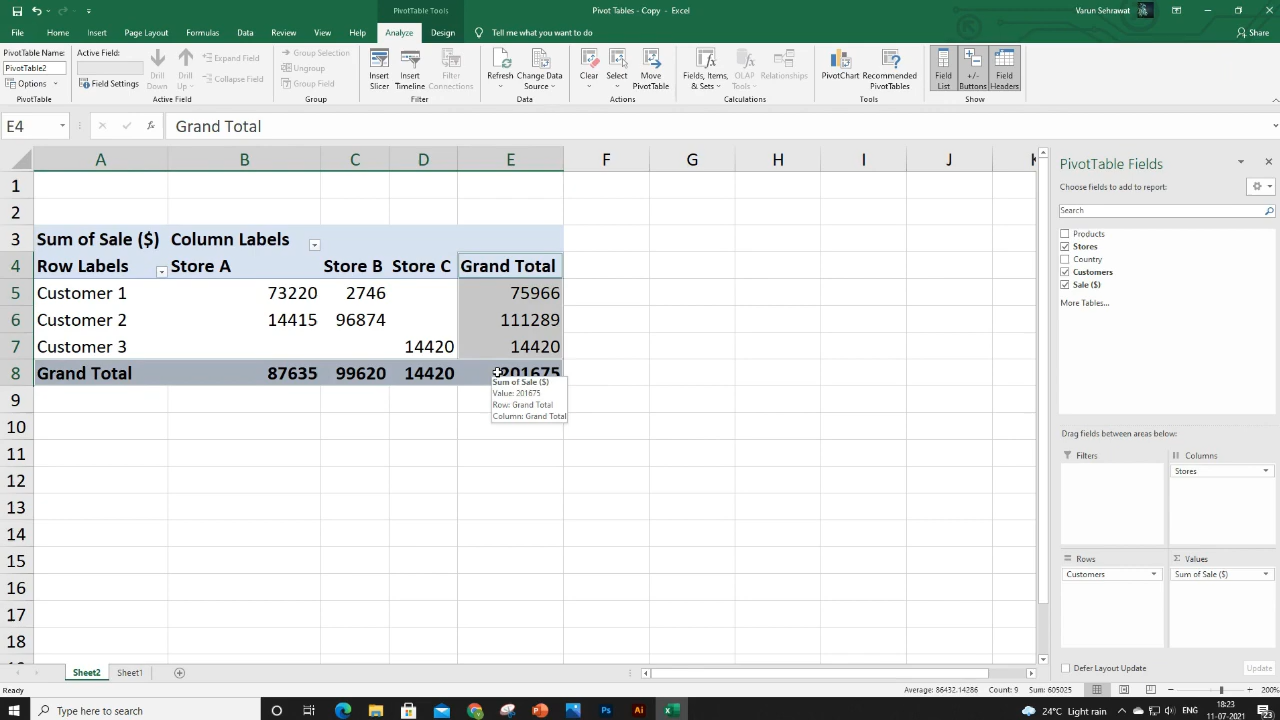 PivotTable Tools
Pivot Tables - Copy - Excel
Varun Sehrawat
File Home Insert Page Layout Formulas Data Review View Help Analyze Design Tell me what you want to do Share
PivotTable Name:
PivotTable2
Options
PivotTable
Active Field:
Field Settings
Drill Down
Drill Up
Expand Field
Collapse Field
Active Field
Group Selection
Ungroup
Group Field
Group
Insert Slicer
Insert Timeline
Filter Connections
Filter
Refresh
Change Data Source
Data
Clear
Select
Move PivotTable
Actions
Fields, Items, & Sets
OLAP Tools
Relationships
Calculations
PivotChart
Recommended PivotTables
Tools
Field List
+/- Buttons
Field Headers
Show
E4 fx Grand Total
A B C D E F G H I J K
1
2
3 Sum of Sale ($) Column Labels
4 Row Labels Store A Store B Store C Grand Total
5 Customer 1 73220 2746 75966
6 Customer 2 14415 96874 111289
7 Customer 3 14420 14420
8 Grand Total 87635 99620 14420 201675
Sum of Sale ($)
Value: 201675
Row: Grand Total
Column: Grand Total
9
10
11
12
13
14
15
16
17
18
PivotTable Fields
Choose fields to add to report:
Search
Products
Stores
Country
Customers
Sale ($)
More Tables...
Drag fields between areas below:
Filters
Columns
Stores
Rows
Customers
Values
Sum of Sale ($)
Defer Layout Update Update
Sheet2 Sheet1
Ready Average: 86432.14286 Count: 9 Sum: 605025 200%
Type here to search
24°C Light rain
18:23
11-07-2021